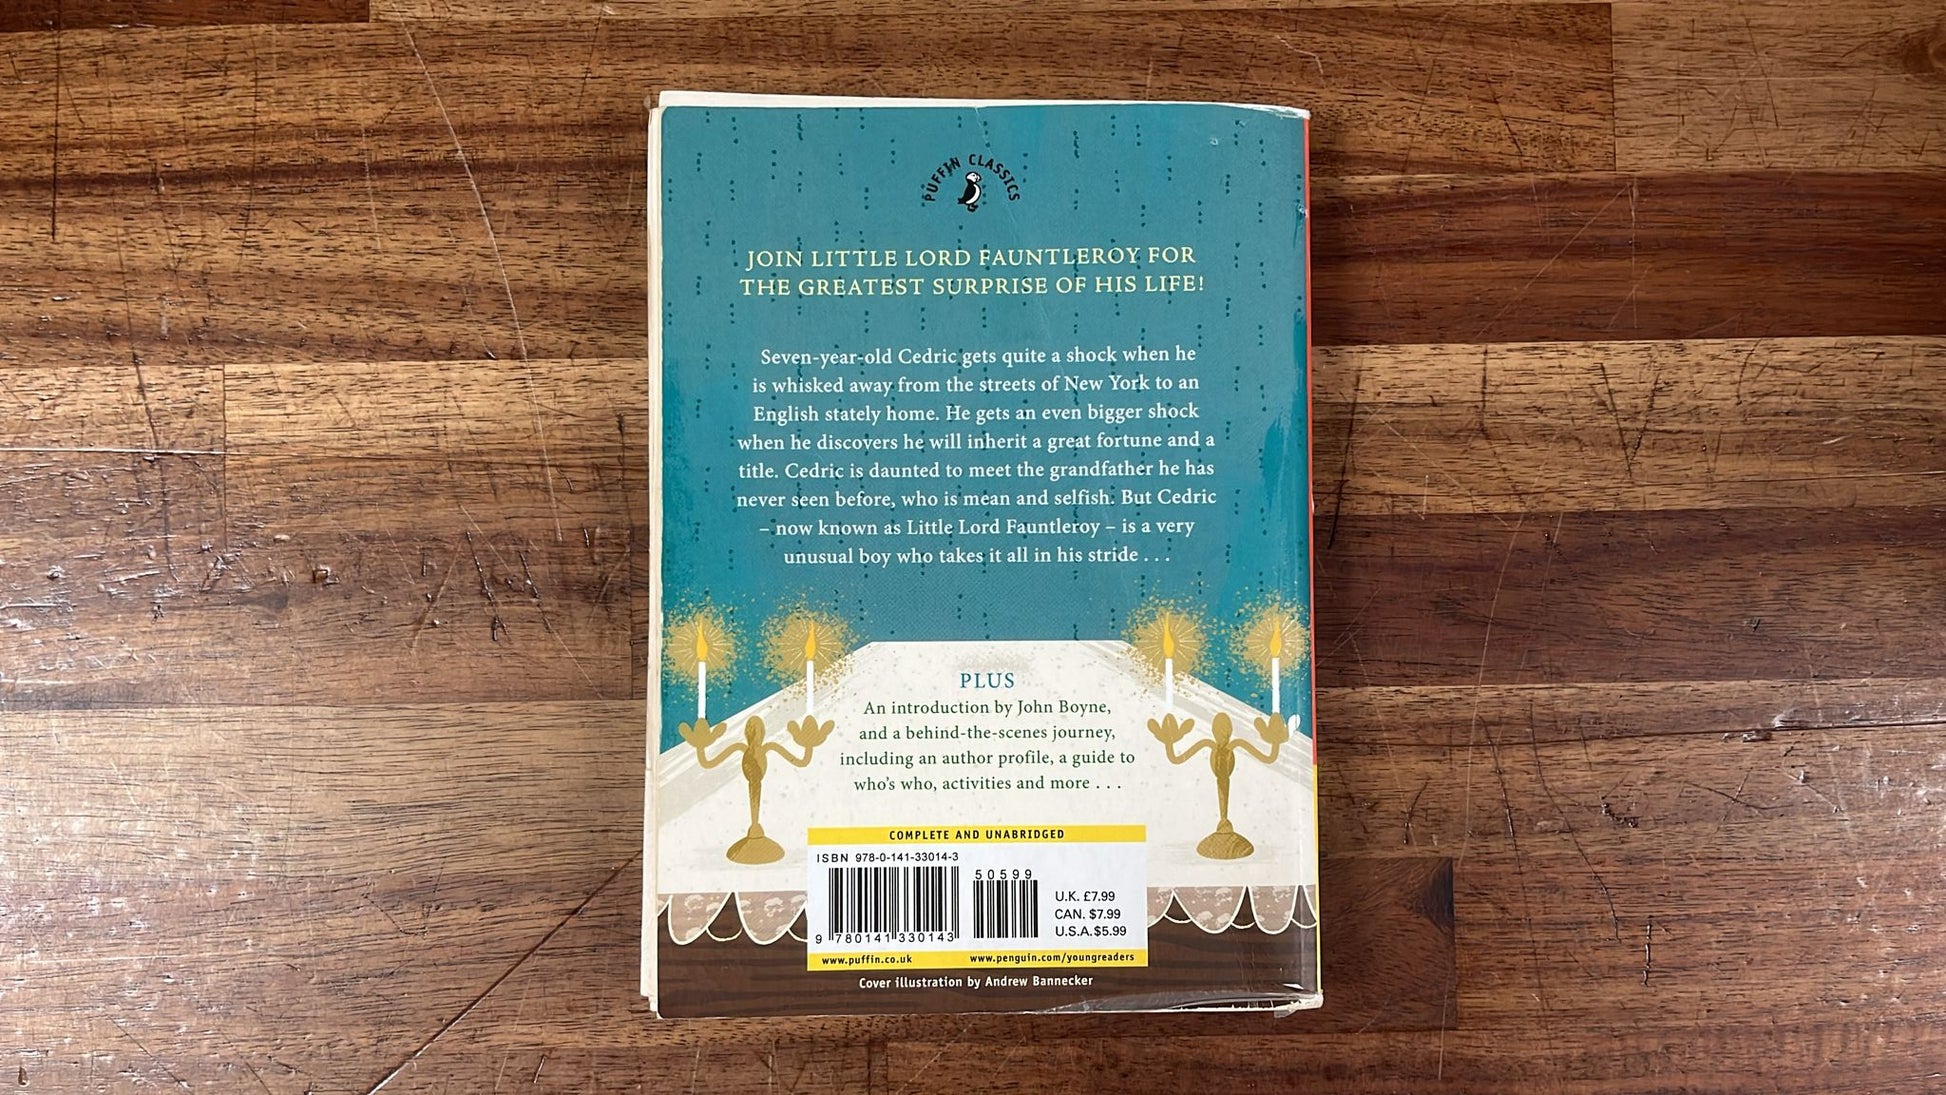 PUFFIN CLASSICS
JOIN LITTLE LORD FAUNTLEROY FOR
THE GREATEST SURPRISE OF HIS LIFE!
Seven-year-old Cedric gets quite a shock when he
is whisked away from the streets of New York to an
English stately home. He gets an even bigger shock
when he discovers he will inherit a great fortune and a
title. Cedric is daunted to meet the grandfather he has
never seen before, who is mean and selfish. But Cedric
– now known as Little Lord Fauntleroy – is a very
unusual boy who takes it all in his stride . . .
PLUS
An introduction by John Boyne,
and a behind-the-scenes journey,
including an author profile, a guide to
who's who, activities and more . . .
COMPLETE AND UNABRIDGED
ISBN 978-0-141-33014-3
50599
U.K. £7.99
CAN. $7.99
U.S.A. $5.99
9 780141 330143
www.puffin.co.uk www.penguin.com/youngreaders
Cover illustration by Andrew Bannecker